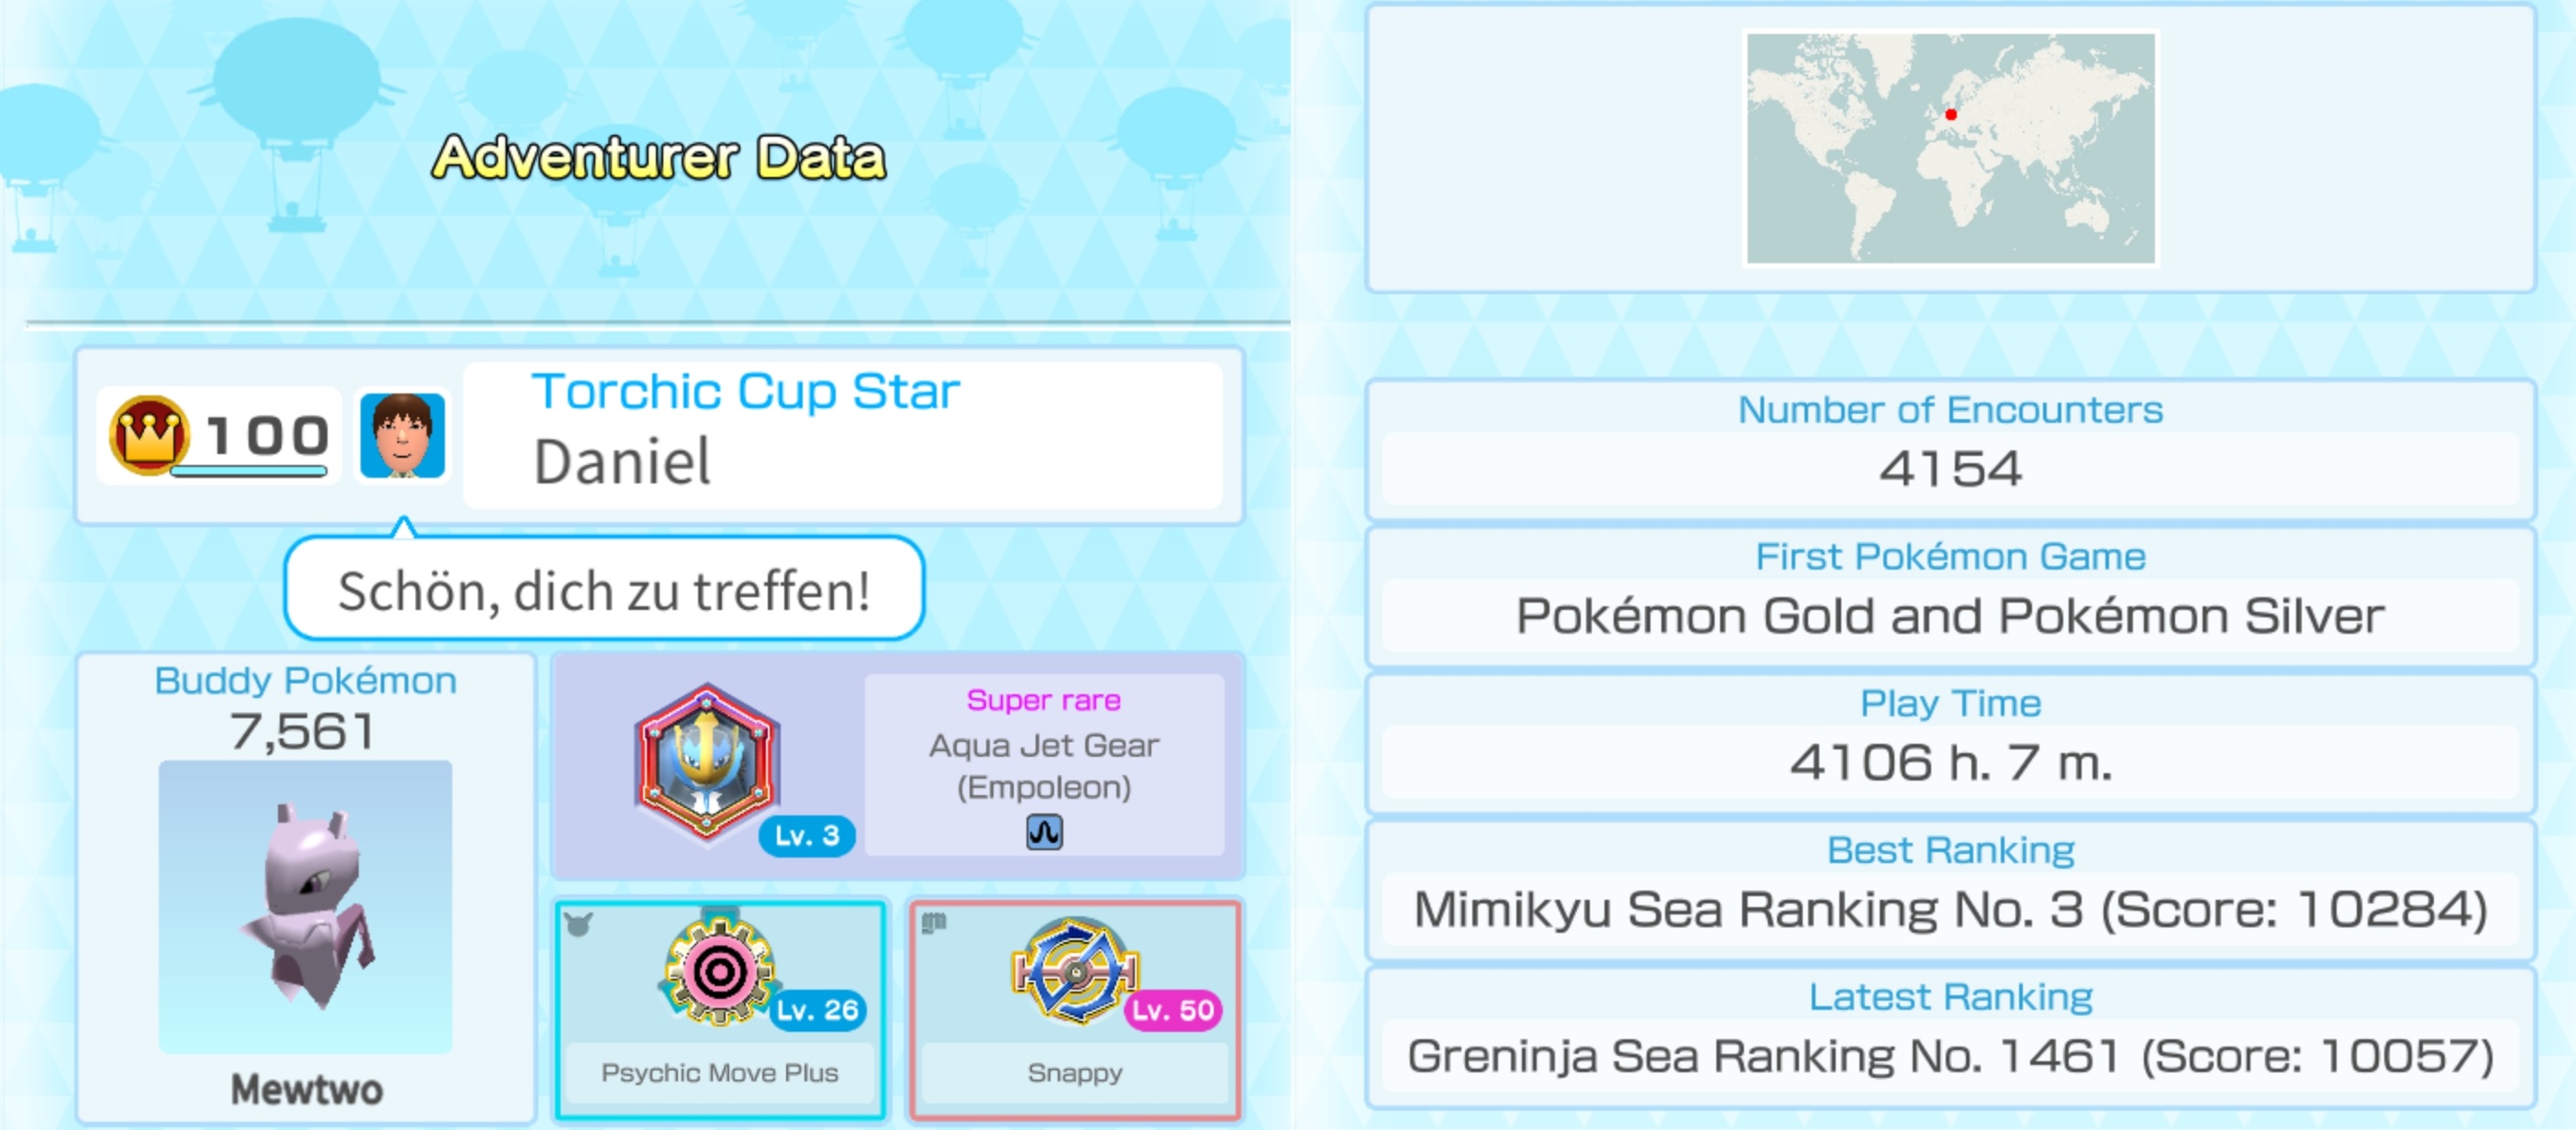 Adventurer Data
100
Torchic Cup Star
Daniel
Schön, dich zu treffen!
Buddy Pokémon
7,561
Mewtwo
Super rare
Aqua Jet Gear
(Empoleon)
Lv. 3
Lv. 26
Psychic Move Plus
Lv. 50
Snappy
Number of Encounters
4154
First Pokémon Game
Pokémon Gold and Pokémon Silver
Play Time
4106 h. 7 m.
Best Ranking
Mimikyu Sea Ranking No. 3 (Score: 10284)
Latest Ranking
Greninja Sea Ranking No. 1461 (Score: 10057)